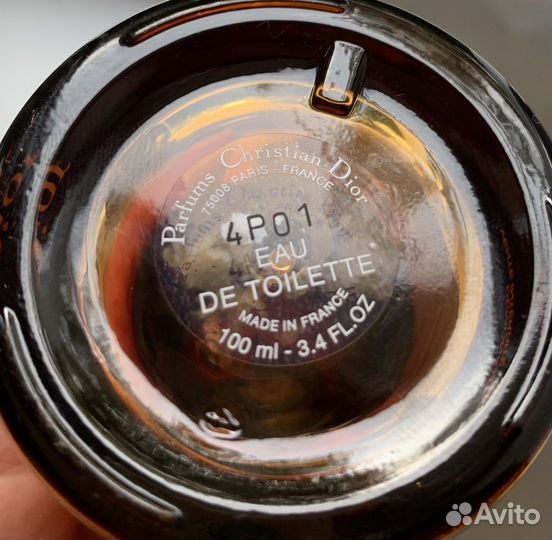 Parfums Christian Dior
75008 PARIS - FRANCE
4P01
EAU
DE TOILETTE
MADE IN FRANCE
100 ml - 3.4 FL.OZ
Avito